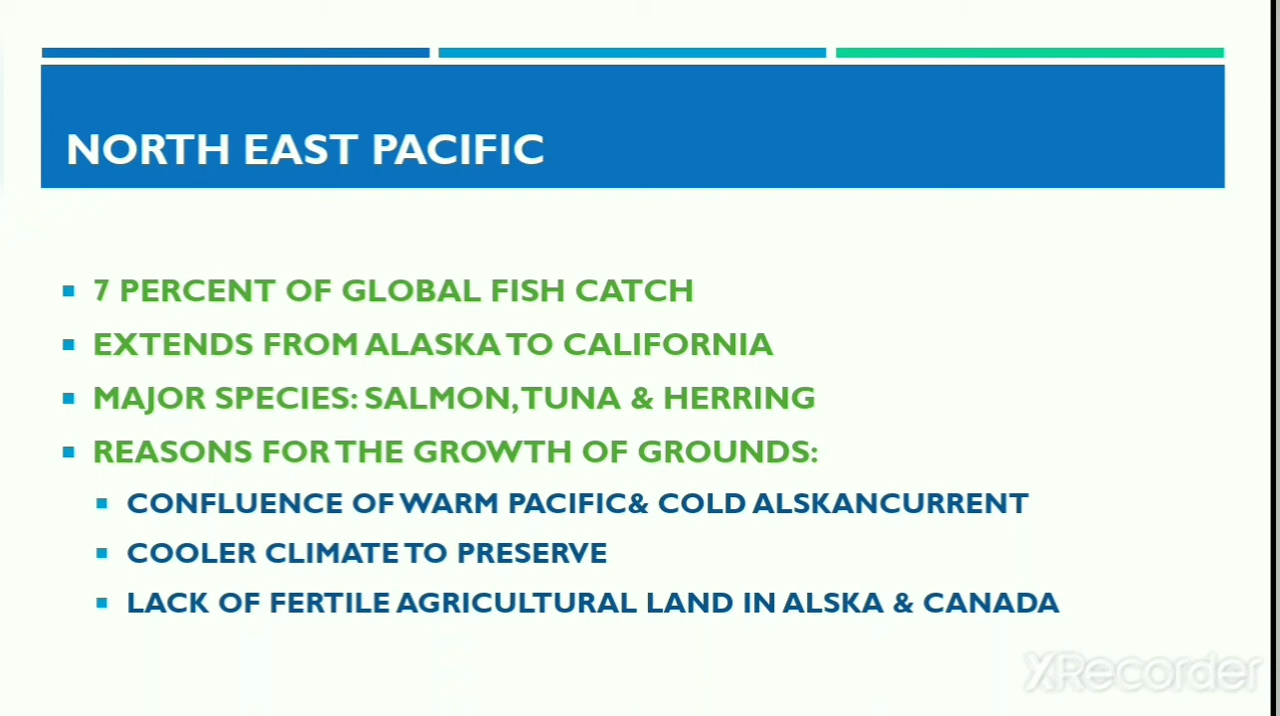 NORTH EAST PACIFIC
7 PERCENT OF GLOBAL FISH CATCH
EXTENDS FROM ALASKA TO CALIFORNIA
MAJOR SPECIES: SALMON, TUNA & HERRING
REASONS FOR THE GROWTH OF GROUNDS:
CONFLUENCE OF WARM PACIFIC& COLD ALSKANCURRENT
COOLER CLIMATE TO PRESERVE
LACK OF FERTILE AGRICULTURAL LAND IN ALSKA & CANADA
XRecorder